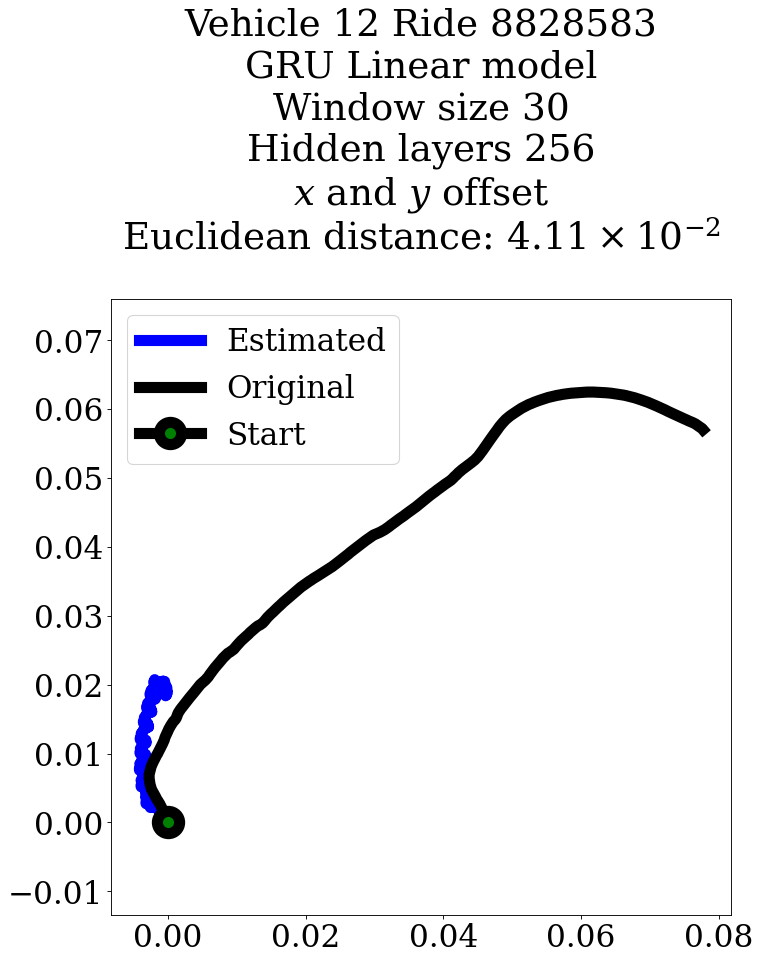 Vehicle 12 Ride 8828583
GRU Linear model
Window size 30
Hidden layers 256
x and y offset
Euclidean distance: 4.11 × 10⁻²
Estimated
Original
Start
0.07
0.06
0.05
0.04
0.03
0.02
0.01
0.00
−0.01
0.00 0.02 0.04 0.06 0.08